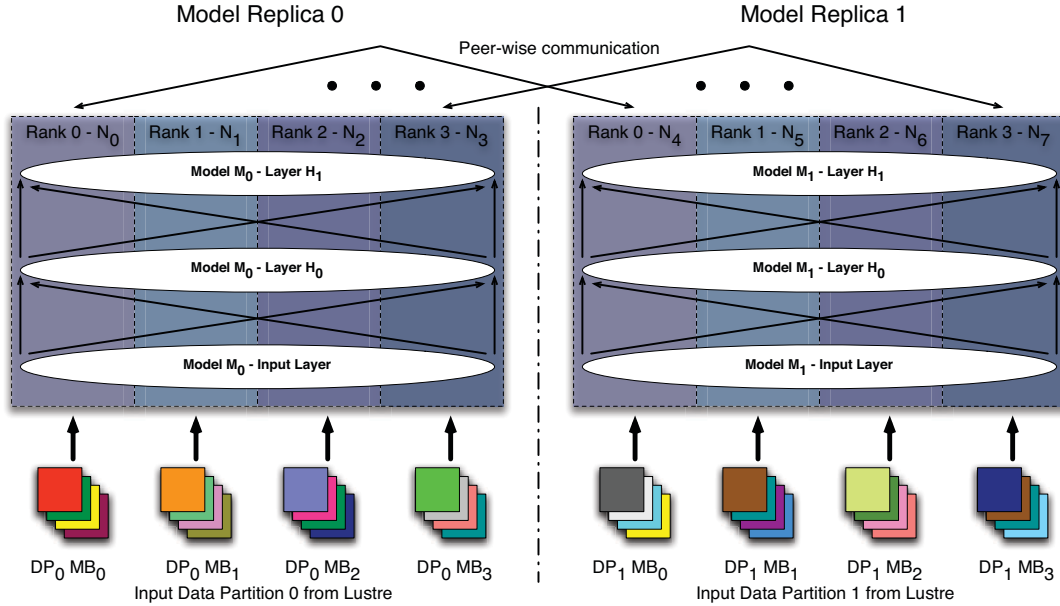 Model Replica 0
Model Replica 1
Peer-wise communication
Rank 0 - N0
Rank 1 - N1
Rank 2 - N2
Rank 3 - N3
Rank 0 - N4
Rank 1 - N5
Rank 2 - N6
Rank 3 - N7
Model M0 - Layer H1
Model M1 - Layer H1
Model M0 - Layer H0
Model M1 - Layer H0
Model M0 - Input Layer
Model M1 - Input Layer
DP0 MB0
DP0 MB1
DP0 MB2
DP0 MB3
DP1 MB0
DP1 MB1
DP1 MB2
DP1 MB3
Input Data Partition 0 from Lustre
Input Data Partition 1 from Lustre